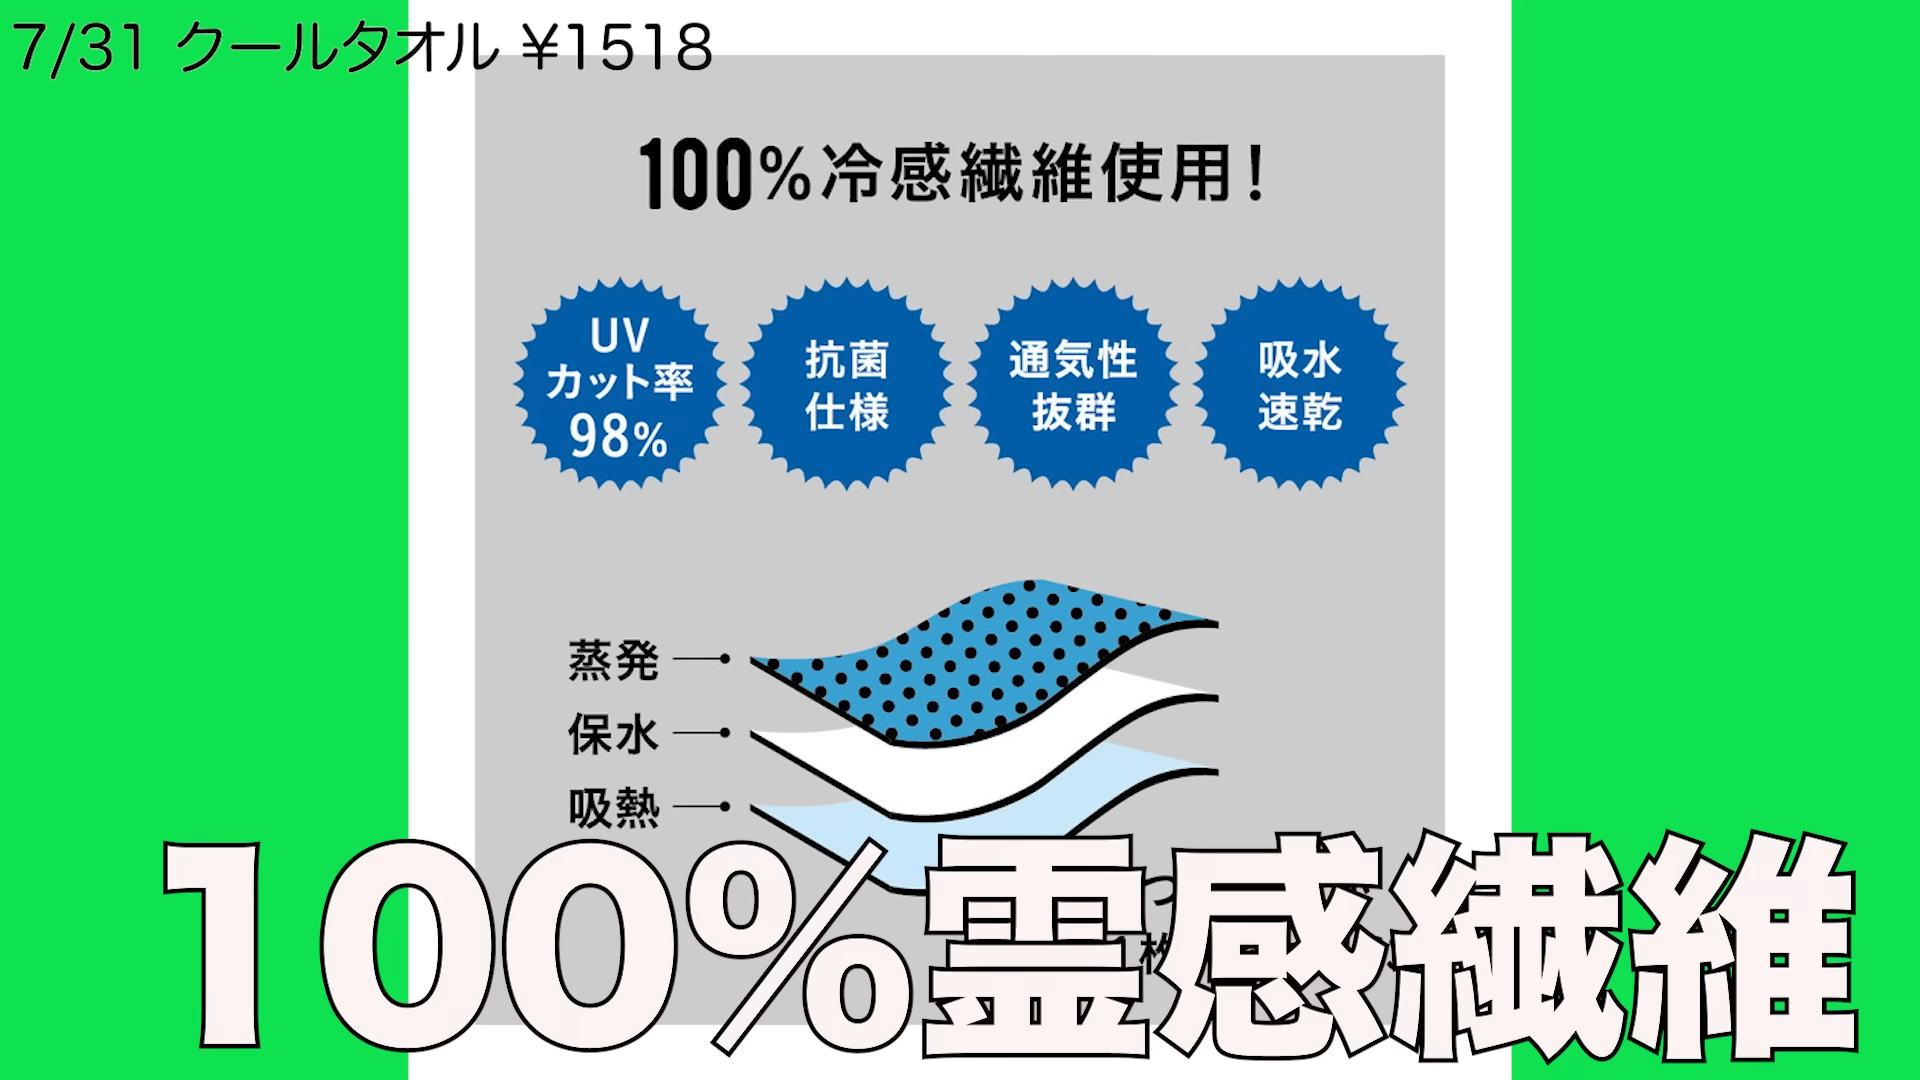 7/31 クールタオル ¥1518
100%冷感繊維使用!
UV
カット率
98%
抗菌
仕様
通気性
抜群
吸水
速乾
蒸発
保水
吸熱
100%霊感繊維